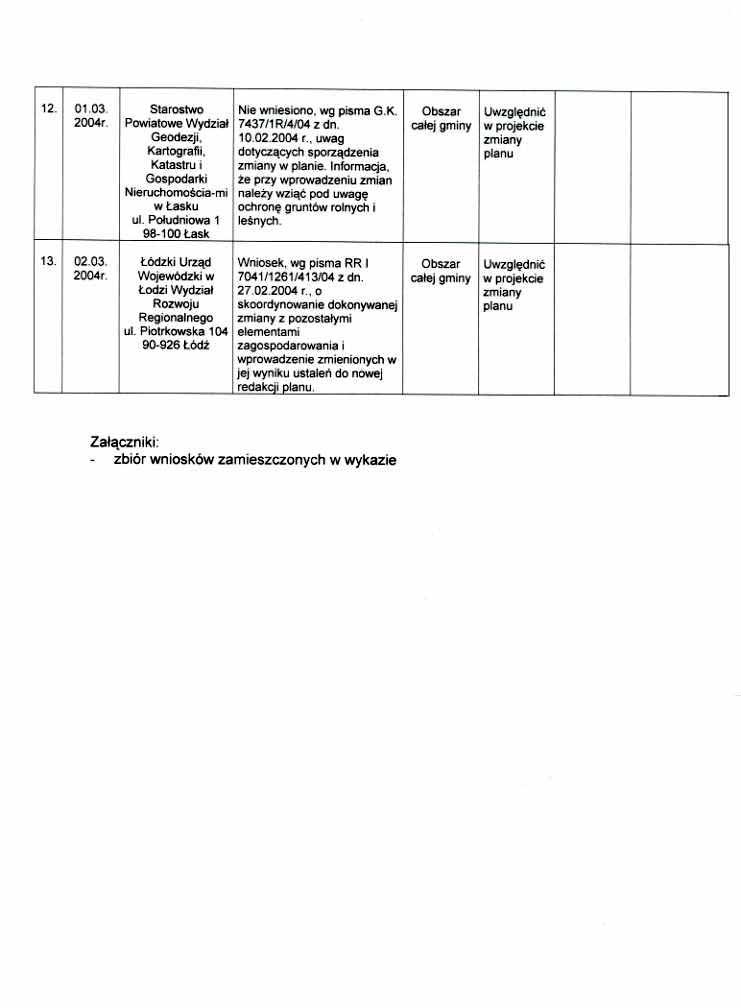 12.
01.03.
2004r.
Starostwo
Powiatowe Wydział
Geodezji,
Kartografii,
Katastru i
Gospodarki
Nieruchomościa-mi
w Łasku
ul. Południowa 1
98-100 Łask
Nie wniesiono, wg pisma G.K.
7437/1R/4/04 z dn.
10.02.2004 r., uwag
dotyczących sporządzenia
zmiany w planie. Informacja,
że przy wprowadzeniu zmian
należy wziąć pod uwagę
ochronę gruntów rolnych i
leśnych.
Obszar
całej gminy
Uwzględnić
w projekcie
zmiany
planu
13.
02.03.
2004r.
Łódzki Urząd
Wojewódzki w
Łodzi Wydział
Rozwoju
Regionalnego
ul. Piotrkowska 104
90-926 Łódź
Wniosek, wg pisma RR I
7041/1261/413/04 z dn.
27.02.2004 r., o
skoordynowanie dokonywanej
zmiany z pozostałymi
elementami
zagospodarowania i
wprowadzenie zmienionych w
jej wyniku ustaleń do nowej
redakcji planu.
Obszar
całej gminy
Uwzględnić
w projekcie
zmiany
planu
Załączniki:
- zbiór wniosków zamieszczonych w wykazie